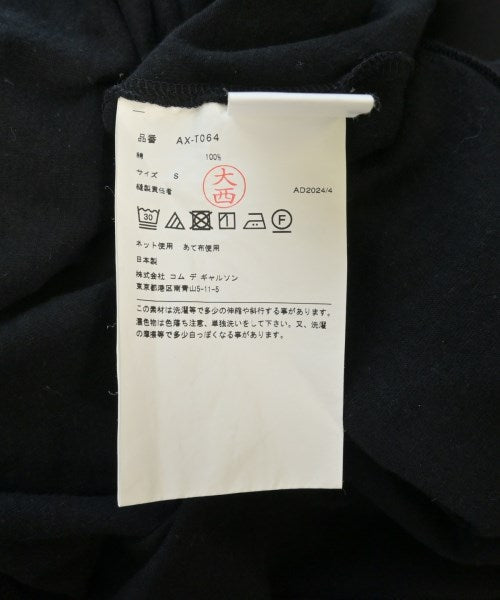 品番 AX-T064
綿 100%
サイズ S
縫製責任者 大西 AD2024/4
30 F
ネット使用 あて布使用
日本製
株式会社 コム デ ギャルソン
東京都港区南青山5-11-5
この素材は洗濯等で多少の伸縮や斜行する事があります。
濃色物は色落ち注意、単独洗いをして下さい。又、洗濯
の摩擦等で多少白っぽくなる事があります。